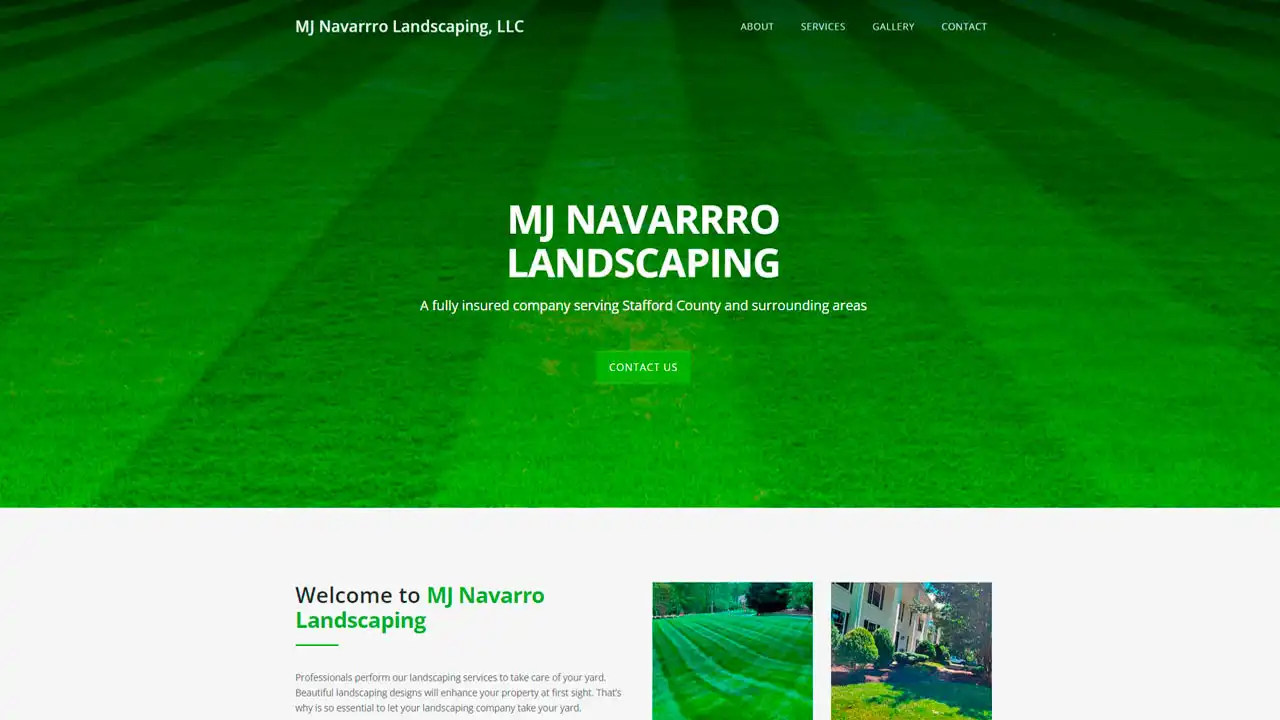 MJ Navarrro Landscaping, LLC
ABOUT SERVICES GALLERY CONTACT
MJ NAVARRRO
LANDSCAPING
A fully insured company serving Stafford County and surrounding areas
CONTACT US
Welcome to MJ Navarro
Landscaping
Professionals perform our landscaping services to take care of your yard.
Beautiful landscaping designs will enhance your property at first sight. That's
why is so essential to let your landscaping company take your yard.